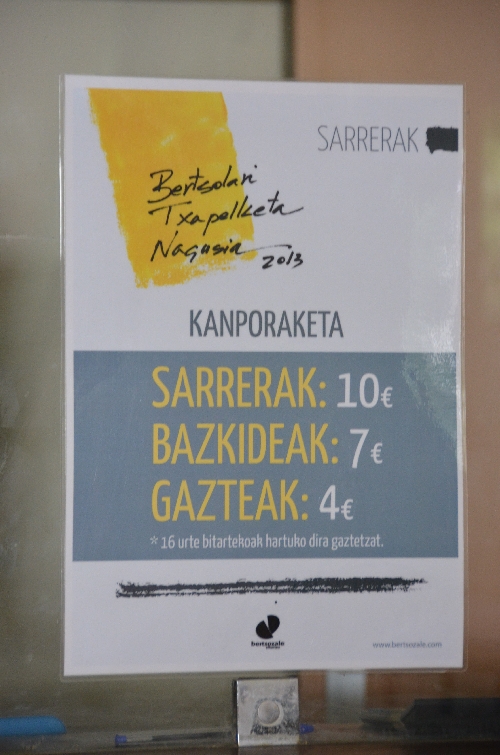 SARRERAK
Bertsolari
Txapelketa
Nagusia 2013
KANPORAKETA
SARRERAK: 10€
BAZKIDEAK: 7€
GAZTEAK: 4€
* 16 urte bitartekoak hartuko dira gaztetzat.
bertsozale
www.bertsozale.com